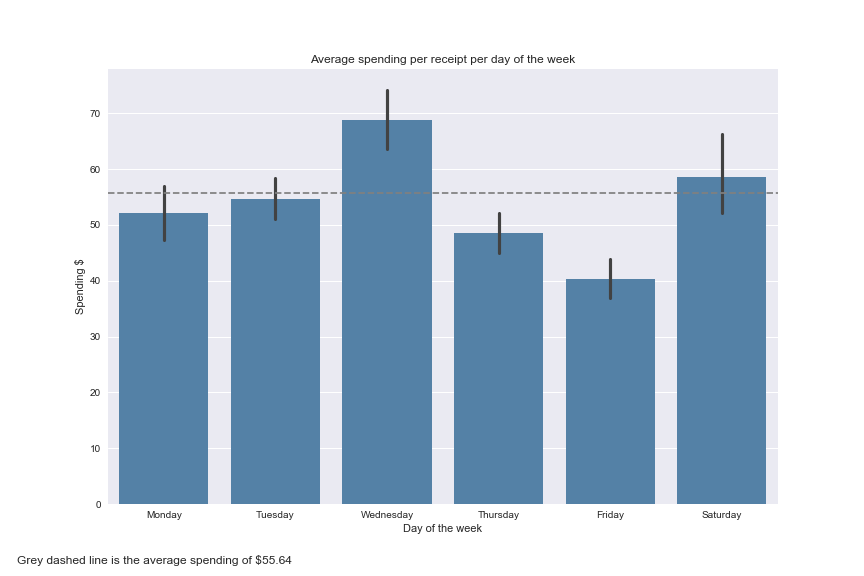 Average spending per receipt per day of the week
Spending $
70
60
50
40
30
20
10
0
Monday Tuesday Wednesday Thursday Friday Saturday
Day of the week
Grey dashed line is the average spending of $55.64